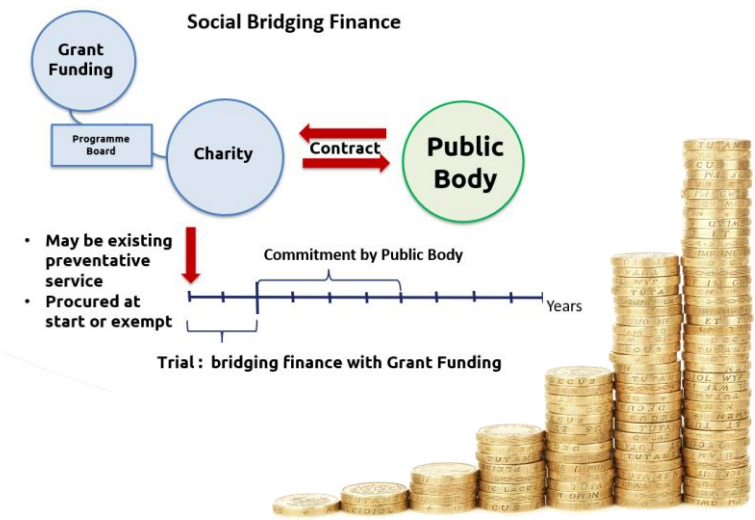 Social Bridging Finance
Grant
Funding
Programme
Board
Charity
Contract
Public
Body
• May be existing
preventative
service
• Procured at
start or exempt
Commitment by Public Body
Years
Trial : bridging finance with Grant Funding